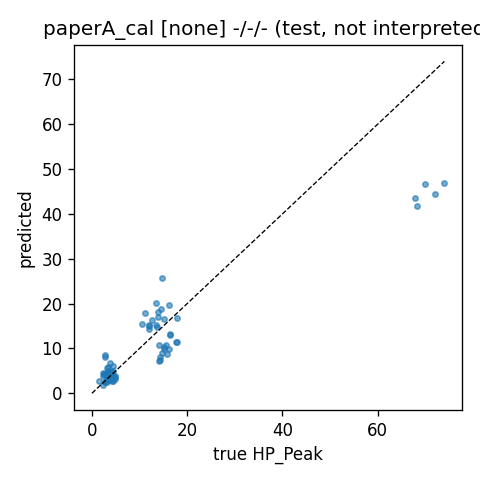 paperA_cal [none] -/-/- (test, not interpreted
70
60
50
40
30
20
10
0
predicted
0 20 40 60
true HP_Peak